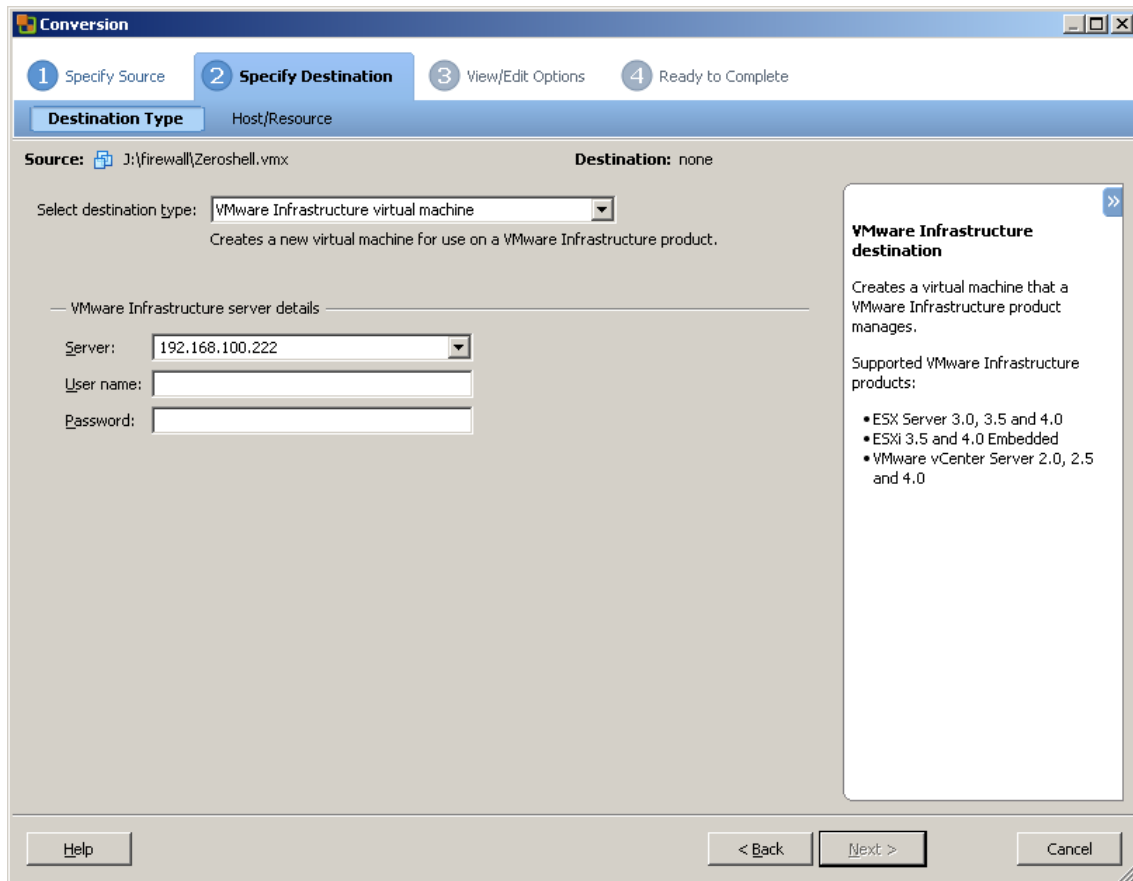 Conversion
1 Specify Source 2 Specify Destination 3 View/Edit Options 4 Ready to Complete
Destination Type Host/Resource
Source: J:\firewall\Zeroshell.vmx Destination: none
Select destination type: VMware Infrastructure virtual machine
Creates a new virtual machine for use on a VMware Infrastructure product.
VMware Infrastructure server details
Server: 192.168.100.222
User name:
Password:
»
VMware Infrastructure
destination
Creates a virtual machine that a
VMware Infrastructure product
manages.
Supported VMware Infrastructure
products:
• ESX Server 3.0, 3.5 and 4.0
• ESXi 3.5 and 4.0 Embedded
• VMware vCenter Server 2.0, 2.5
and 4.0
Help < Back Next > Cancel